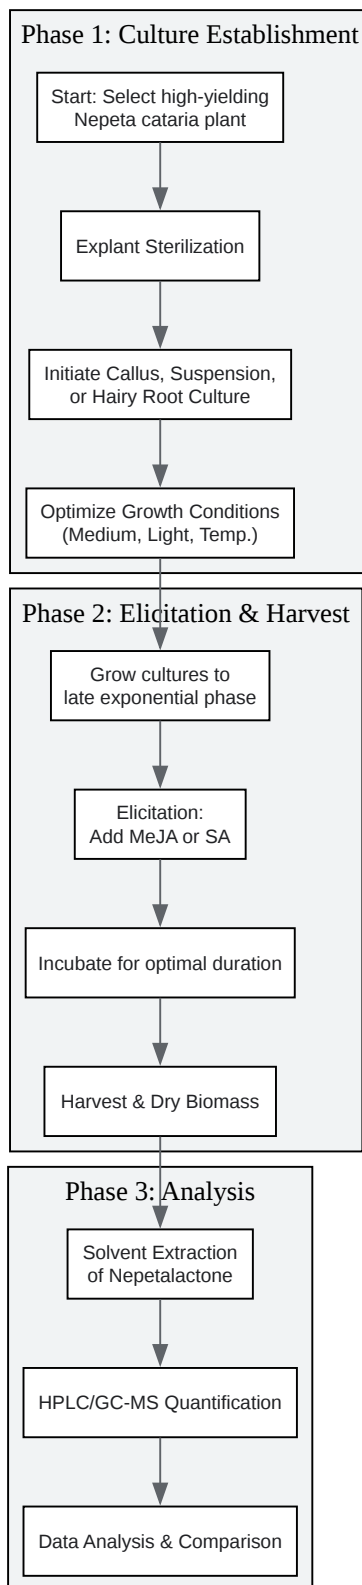 Phase 1: Culture Establishment
Start: Select high-yielding
Nepeta cataria plant
Explant Sterilization
Initiate Callus, Suspension,
or Hairy Root Culture
Optimize Growth Conditions
(Medium, Light, Temp.)
Phase 2: Elicitation & Harvest
Grow cultures to
late exponential phase
Elicitation:
Add MeJA or SA
Incubate for optimal duration
Harvest & Dry Biomass
Phase 3: Analysis
Solvent Extraction
of Nepetalactone
HPLC/GC-MS Quantification
Data Analysis & Comparison